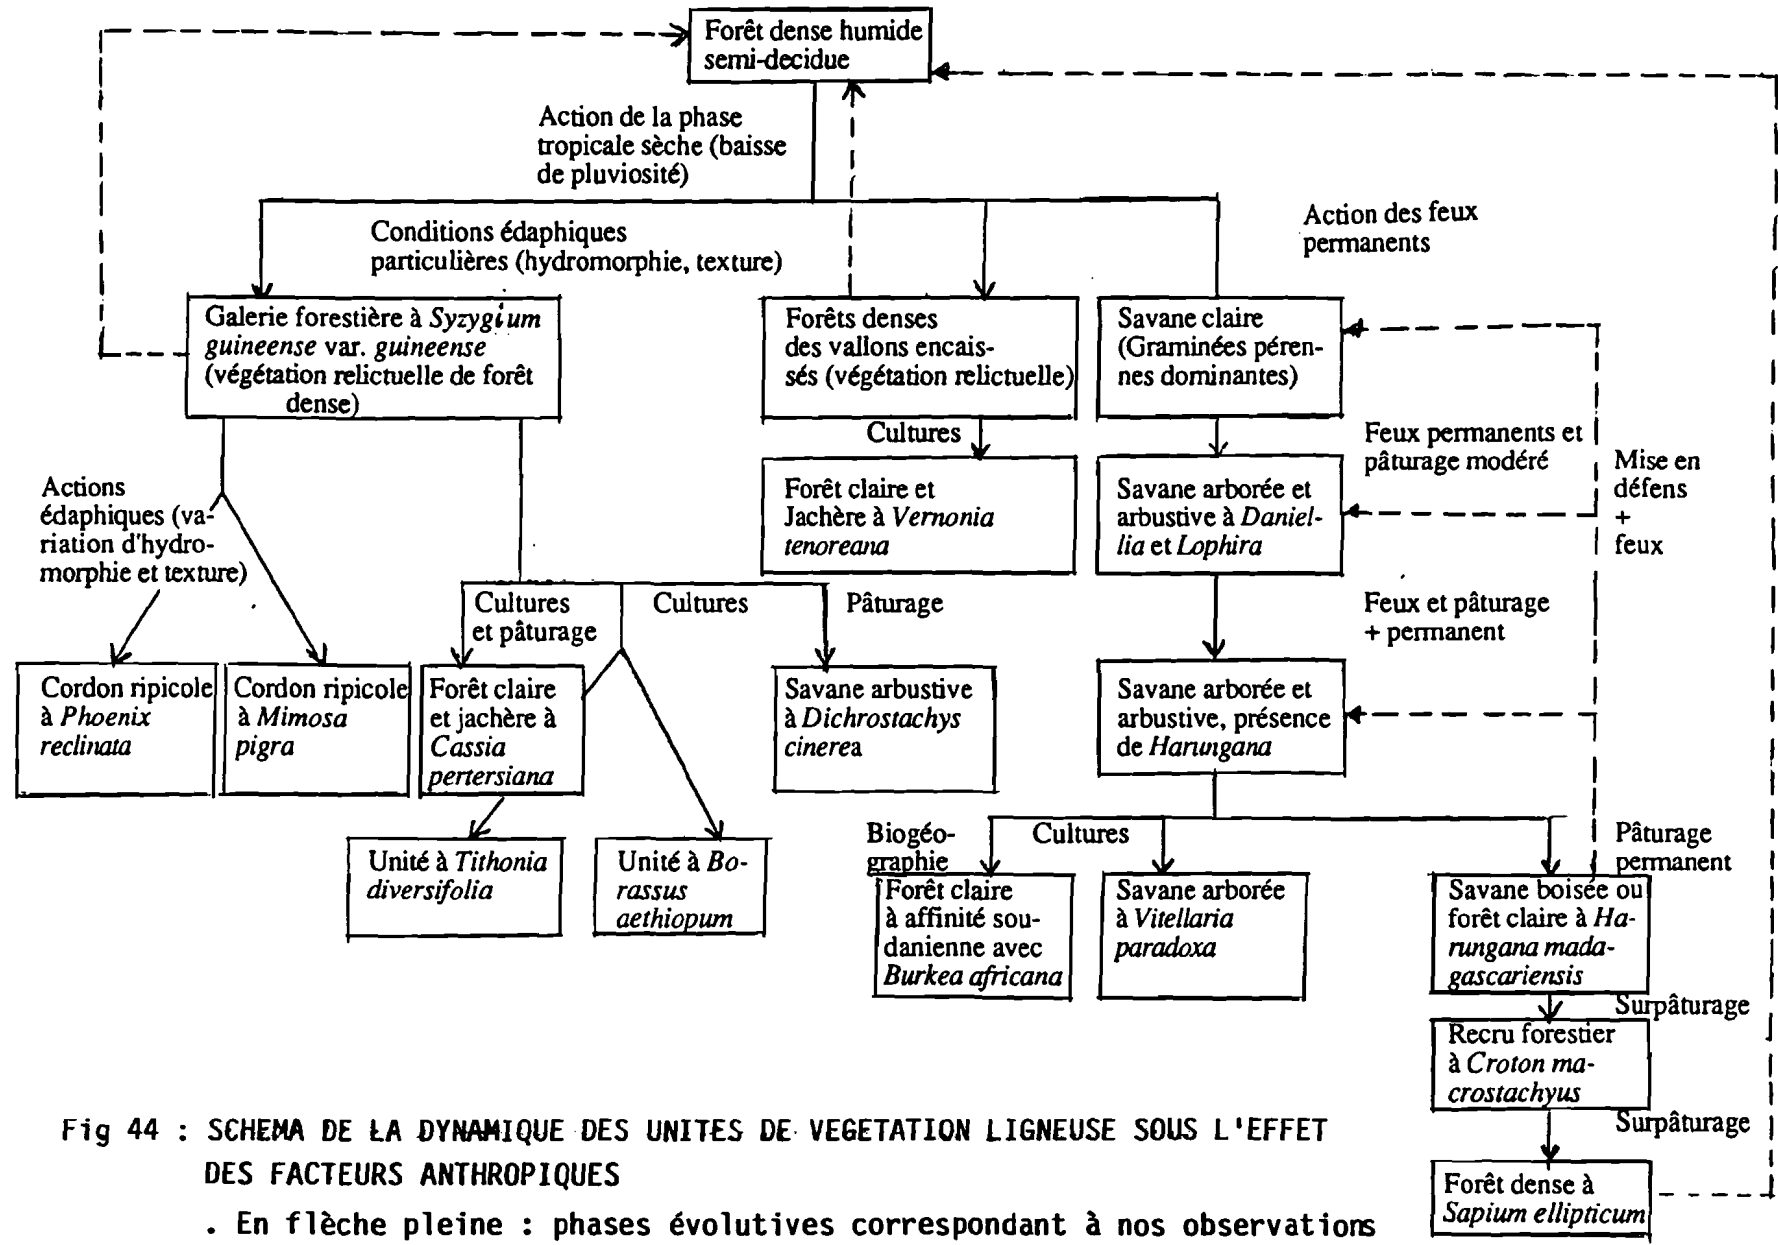 Forêt dense humide
semi-decidue
Action de la phase
tropicale sèche (baisse
de pluviosité)
Conditions édaphiques
particulières (hydromorphie, texture)
Action des feux
permanents
Galerie forestière à Syzygium
guineense var. guineense
(végétation relictuelle de forêt
dense)
Forêts denses
des vallons encais-
sés (végétation relictuelle)
Savane claire
(Graminées péren-
nes dominantes)
Cultures
Feux permanents et
pâturage modéré
Mise en
défens
+
feux
Actions
édaphiques (va-
riation d'hydro-
morphie et texture)
Forêt claire et
Jachère à Vernonia
tenoreana
Savane arborée et
arbustive à Daniel-
lia et Lophira
Cultures
et pâturage
Cultures
Pâturage
Feux et pâturage
+ permanent
Cordon ripicole
à Phoenix
reclinata
Cordon ripicole
à Mimosa
pigra
Forêt claire
et jachère à
Cassia
pertersiana
Savane arbustive
à Dichrostachys
cinerea
Savane arborée et
arbustive, présence
de Harungana
Unité à Tithonia
diversifolia
Unité à Bo-
rassus
aethiopum
Biogéo-
graphie
Cultures
Pâturage
permanent
Forêt claire
à affinité sou-
danienne avec
Burkea africana
Savane arborée
à Vitellaria
paradoxa
Savane boisée ou
forêt claire à Ha-
rungana mada-
gascariensis
Surpâturage
Recru forestier
à Croton ma-
crostachyus
Surpâturage
Forêt dense à
Sapium ellipticum
Fig 44 : SCHEMA DE LA DYNAMIQUE DES UNITES DE VEGETATION LIGNEUSE SOUS L'EFFET
DES FACTEURS ANTHROPIQUES
. En flèche pleine : phases évolutives correspondant à nos observations